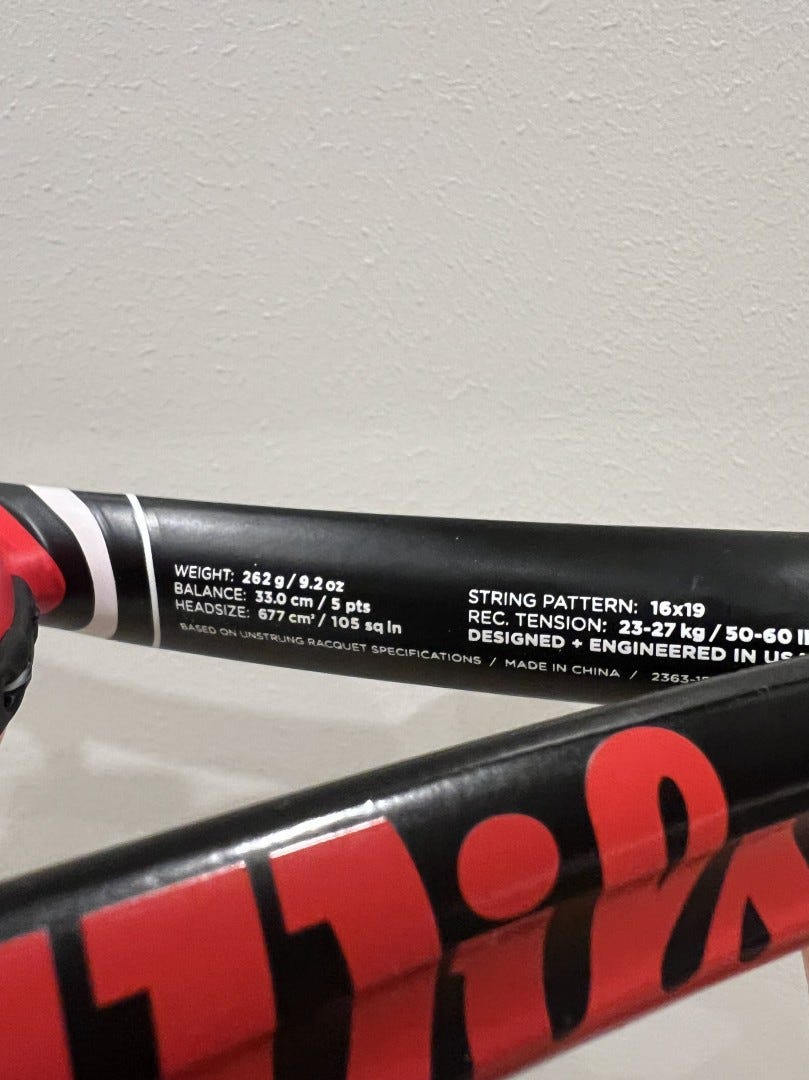 WEIGHT: 262 g / 9.2 oz
BALANCE: 33.0 cm / 5 pts
HEADSIZE: 677 cm² / 105 sq in
STRING PATTERN: 16x19
REC. TENSION: 23-27 kg / 50-60
DESIGNED + ENGINEERED IN USA
BASED ON UNSTRUNG RACQUET SPECIFICATIONS / MADE IN CHINA /